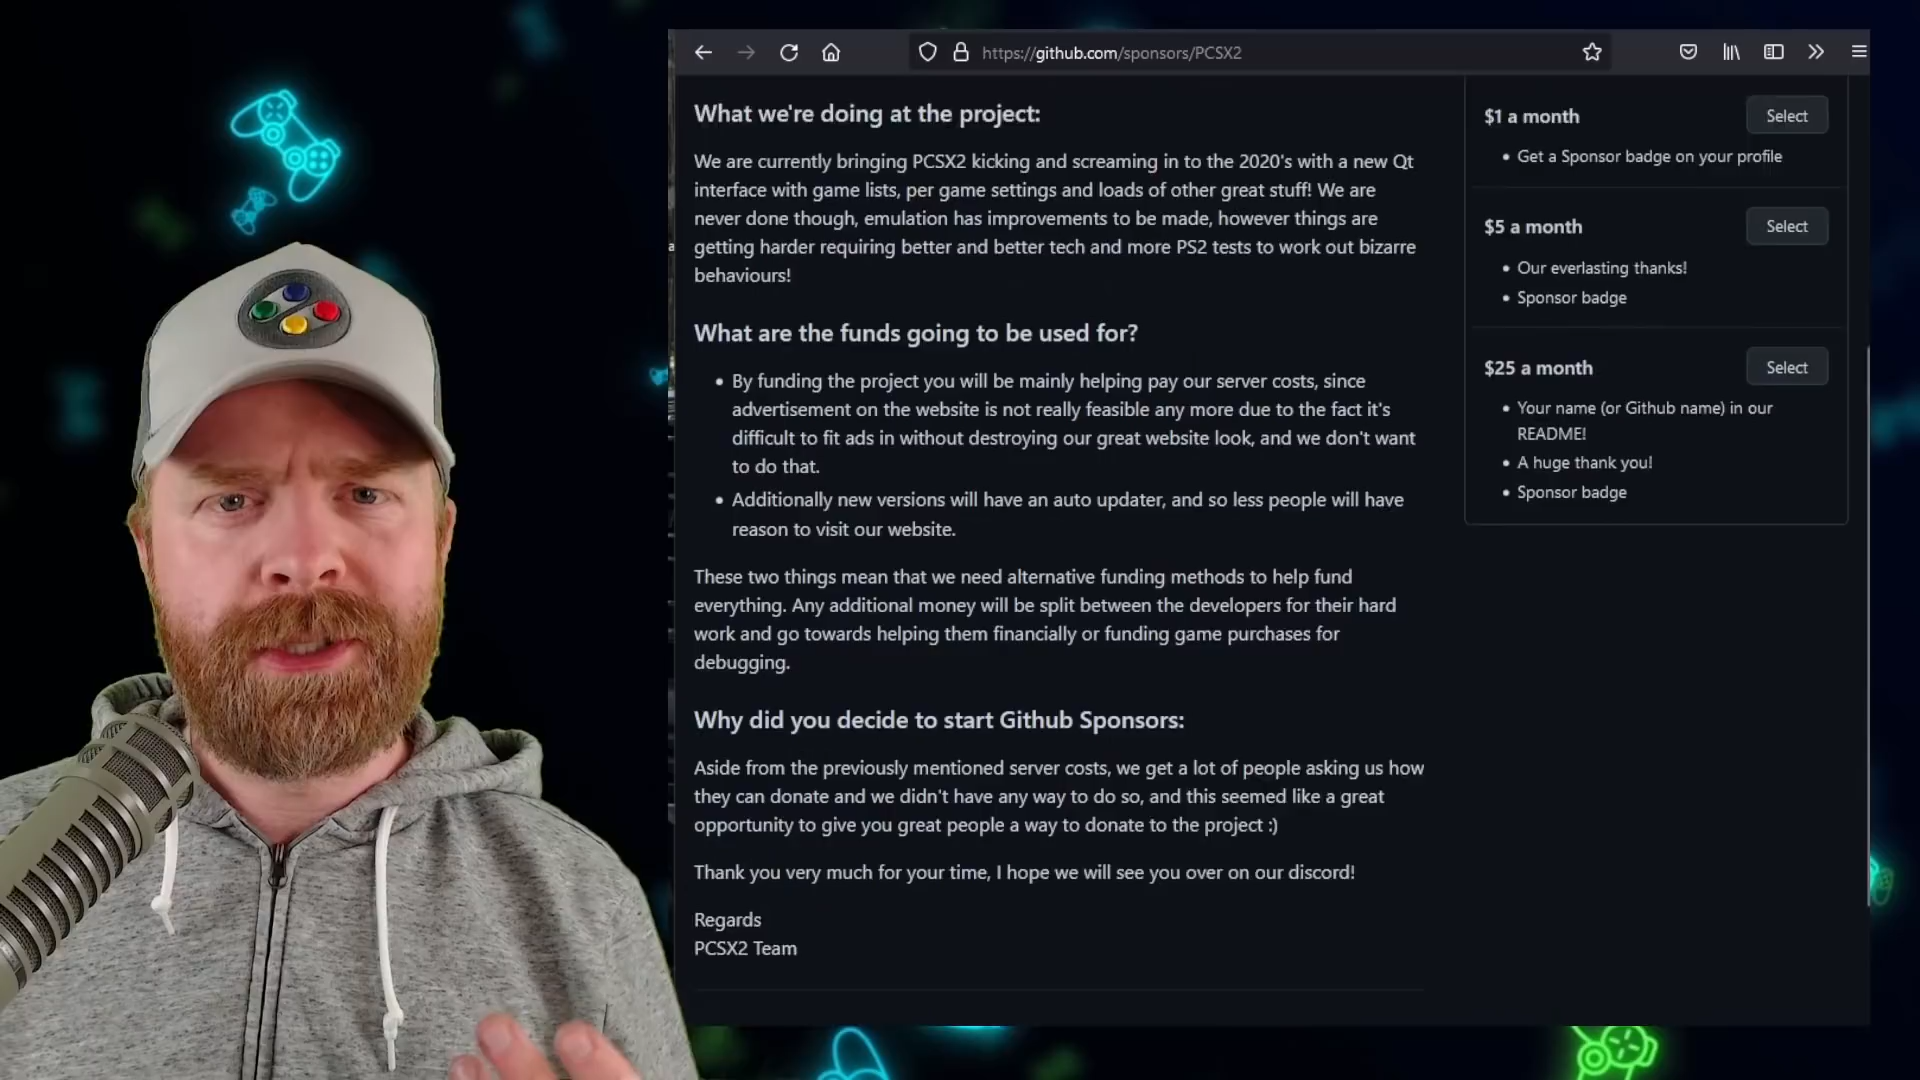 https://github.com/sponsors/PCSX2
What we're doing at the project:
We are currently bringing PCSX2 kicking and screaming in to the 2020's with a new Qt
interface with game lists, per game settings and loads of other great stuff! We are
never done though, emulation has improvements to be made, however things are
getting harder requiring better and better tech and more PS2 tests to work out bizarre
behaviours!
What are the funds going to be used for?
• By funding the project you will be mainly helping pay our server costs, since
advertisement on the website is not really feasible any more due to the fact it's
difficult to fit ads in without destroying our great website look, and we don't want
to do that.
• Additionally new versions will have an auto updater, and so less people will have
reason to visit our website.
These two things mean that we need alternative funding methods to help fund
everything. Any additional money will be split between the developers for their hard
work and go towards helping them financially or funding game purchases for
debugging.
Why did you decide to start Github Sponsors:
Aside from the previously mentioned server costs, we get a lot of people asking us how
they can donate and we didn't have any way to do so, and this seemed like a great
opportunity to give you great people a way to donate to the project :)
Thank you very much for your time, I hope we will see you over on our discord!
Regards
PCSX2 Team
$1 a month
Select
• Get a Sponsor badge on your profile
$5 a month
Select
• Our everlasting thanks!
• Sponsor badge
$25 a month
Select
• Your name (or Github name) in our
README!
• A huge thank you!
• Sponsor badge